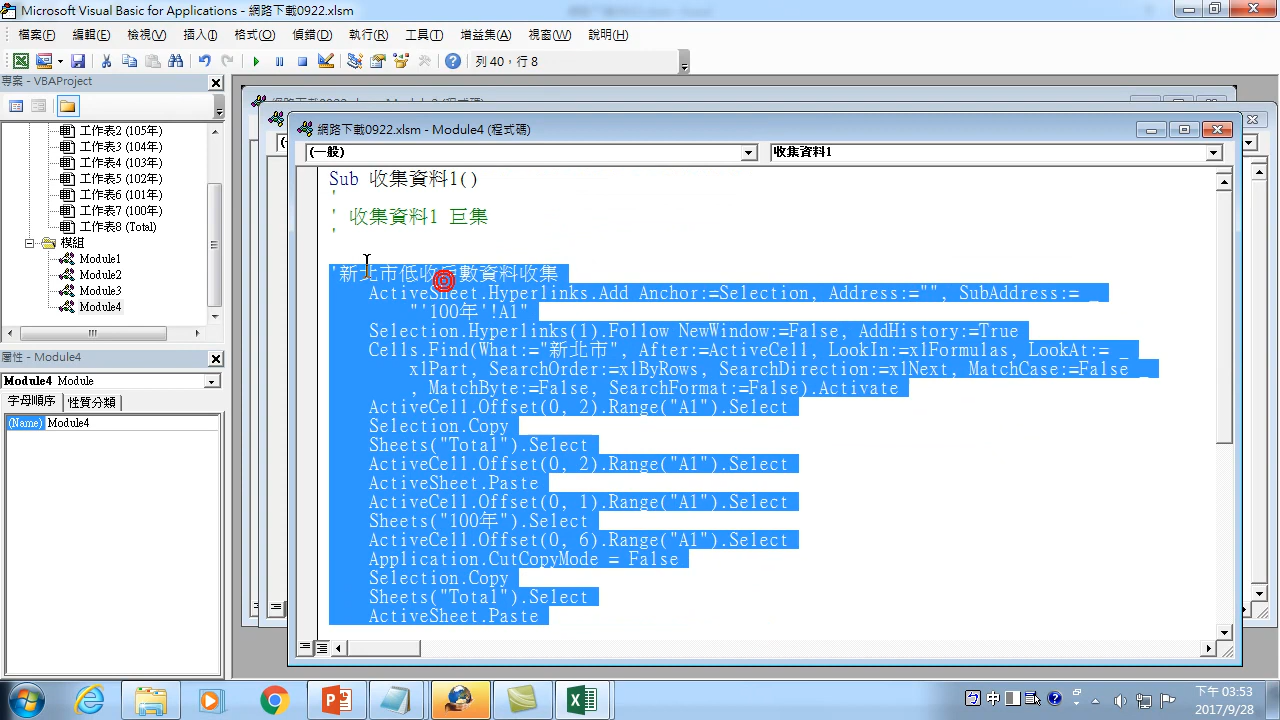 Microsoft Visual Basic for Applications - 網路下載0922.xlsm
檔案(F) 編輯(E) 檢視(V) 插入(I) 格式(O) 偵錯(D) 執行(R) 工具(T) 增益集(A) 視窗(W) 說明(H)
列 40，行 8
專案 - VBAProject
工作表2 (105年)
工作表3 (104年)
工作表4 (103年)
工作表5 (102年)
工作表6 (101年)
工作表7 (100年)
工作表8 (Total)
模組
Module1
Module2
Module3
Module4
屬性 - Module4
Module4 Module
字母順序 性質分類
(Name) Module4
網路下載0922.xlsm - Module4 (程式碼)
(一般) 收集資料1
Sub 收集資料1()
'
' 收集資料1 巨集
'
'新北市低收戶數資料收集
ActiveSheet.Hyperlinks.Add Anchor:=Selection, Address:="", SubAddress:= _
"'100年'!A1"
Selection.Hyperlinks(1).Follow NewWindow:=False, AddHistory:=True
Cells.Find(What:="新北市", After:=ActiveCell, LookIn:=xlFormulas, LookAt:= _
xlPart, SearchOrder:=xlByRows, SearchDirection:=xlNext, MatchCase:=False _
, MatchByte:=False, SearchFormat:=False).Activate
ActiveCell.Offset(0, 2).Range("A1").Select
Selection.Copy
Sheets("Total").Select
ActiveCell.Offset(0, 2).Range("A1").Select
ActiveSheet.Paste
ActiveCell.Offset(0, 1).Range("A1").Select
Sheets("100年").Select
ActiveCell.Offset(0, 6).Range("A1").Select
Application.CutCopyMode = False
Selection.Copy
Sheets("Total").Select
ActiveSheet.Paste
中
下午 03:53
2017/9/28